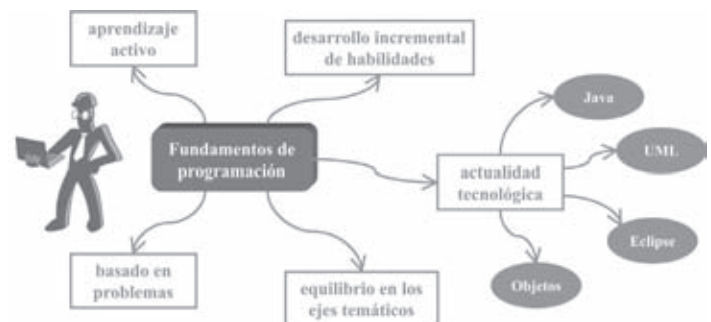 aprendizaje
activo
desarrollo incremental
de habilidades
Java
Fundamentos de
programación
UML
actualidad
tecnológica
Eclipse
basado en
problemas
Objetos
equilibrio en los
ejes temáticos